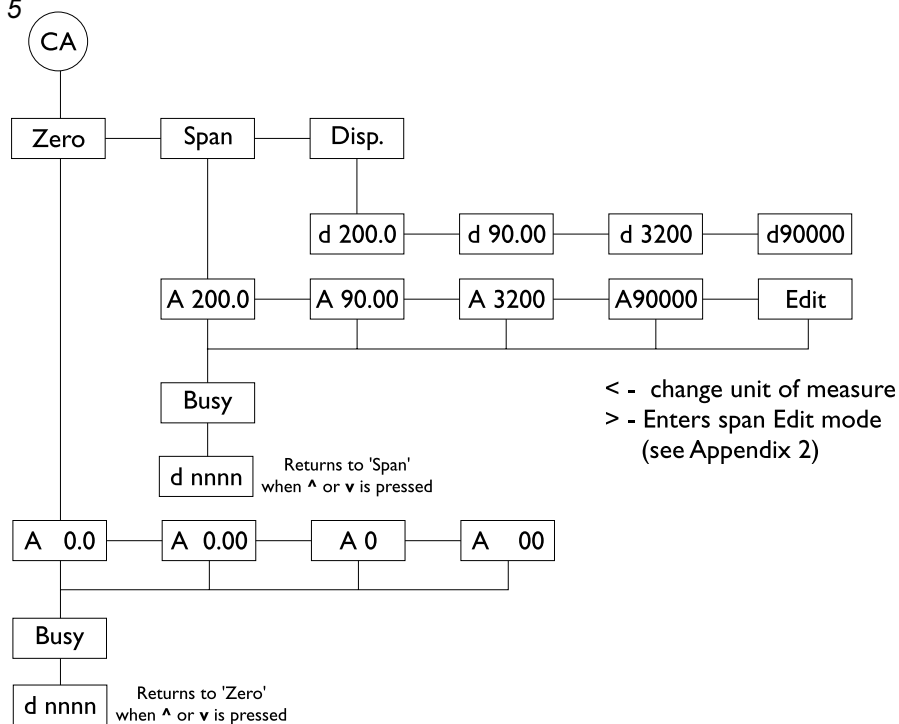 5
CA
Zero
Span
Disp.
d 200.0
d 90.00
d 3200
d90000
A 200.0
A 90.00
A 3200
A90000
Edit
< - change unit of measure
> - Enters span Edit mode
(see Appendix 2)
Busy
d nnnn
Returns to 'Span'
when ^ or v is pressed
A 0.0
A 0.00
A 0
A 00
Busy
d nnnn
Returns to 'Zero'
when ^ or v is pressed